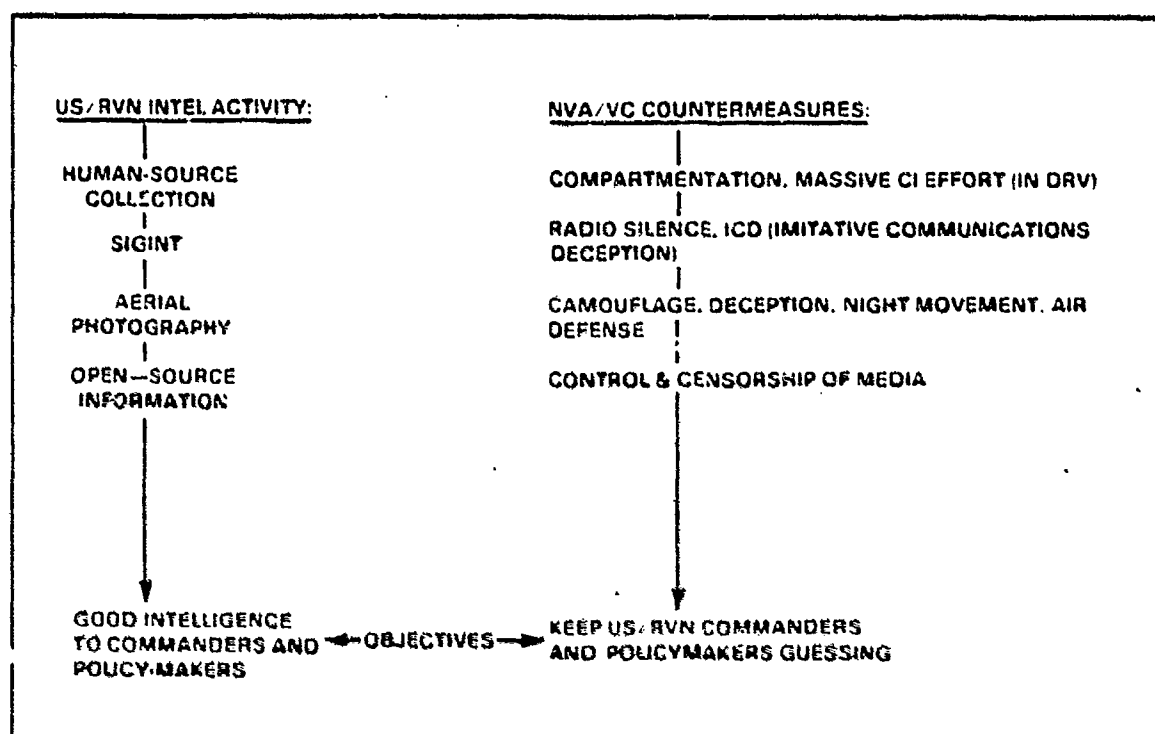 US/RVN INTEL ACTIVITY:
HUMAN-SOURCE
COLLECTION
SIGINT
AERIAL
PHOTOGRAPHY
OPEN—SOURCE
INFORMATION
GOOD INTELLIGENCE
TO COMMANDERS AND
POLICY-MAKERS
OBJECTIVES
NVA/VC COUNTERMEASURES:
COMPARTMENTATION, MASSIVE CI EFFORT (IN DRV)
RADIO SILENCE, ICD (IMITATIVE COMMUNICATIONS
DECEPTION)
CAMOUFLAGE, DECEPTION, NIGHT MOVEMENT, AIR
DEFENSE
CONTROL & CENSORSHIP OF MEDIA
KEEP US/RVN COMMANDERS
AND POLICYMAKERS GUESSING